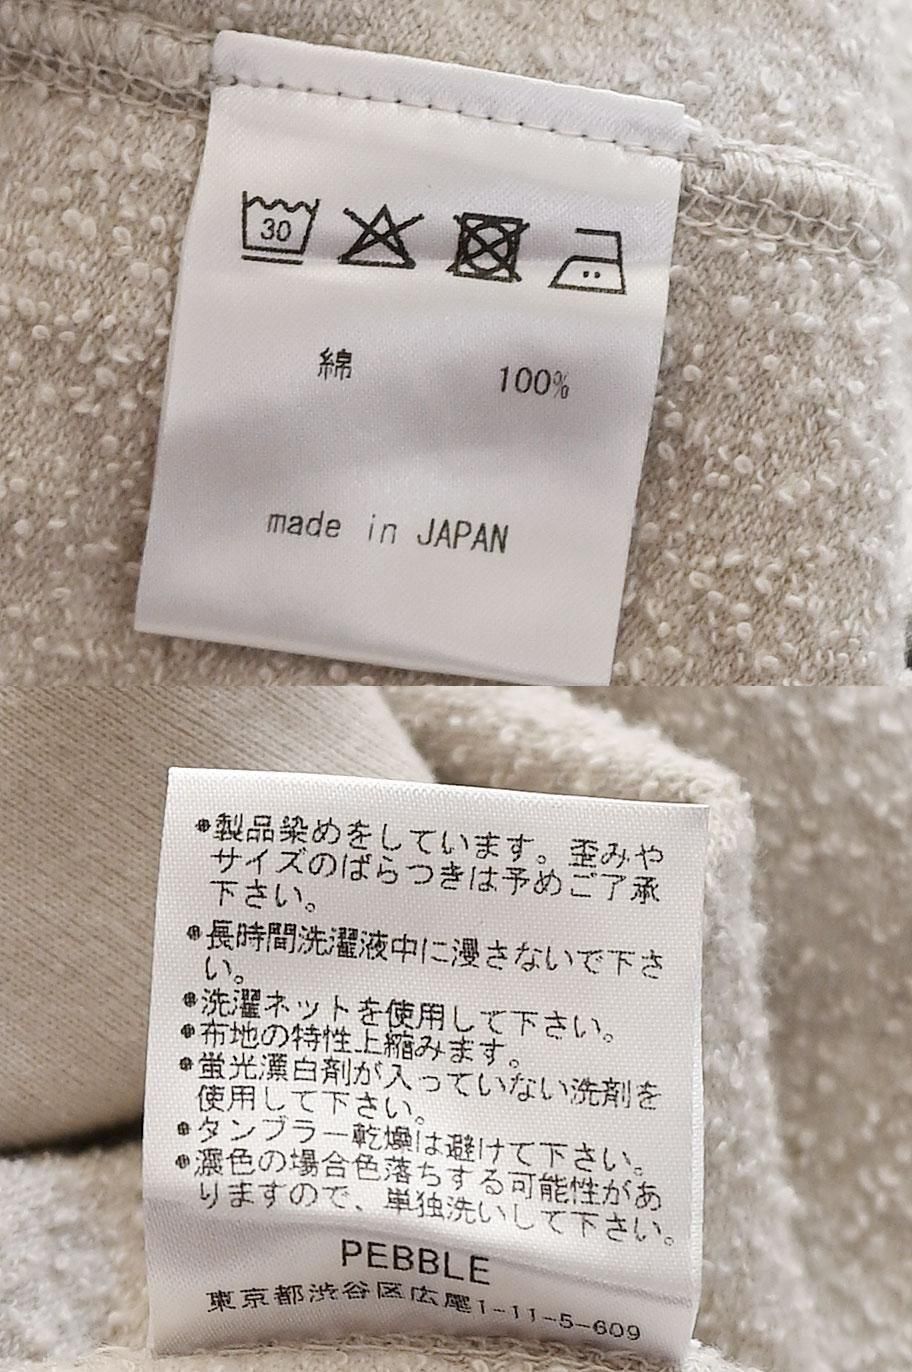 30
綿 100%
made in JAPAN
●製品染めをしています。歪みや
サイズのばらつきは予めご了承
下さい。
●長時間洗濯液中に浸さないで下さ
い。
●洗濯ネットを使用して下さい。
●布地の特性上縮みます。
●蛍光漂白剤が入っていない洗剤を
使用して下さい。
●タンブラー乾燥は避けて下さい。
●濃色の場合色落ちする可能性があ
りますので、単独洗いして下さい。
PEBBLE
東京都渋谷区広尾1-11-5-609